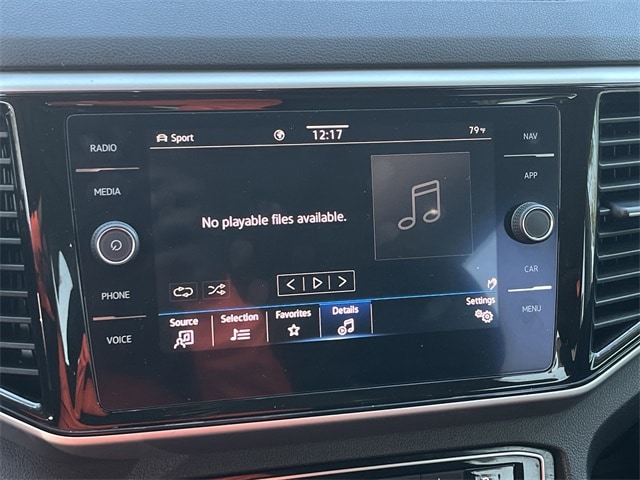 RADIO
MEDIA
PHONE
VOICE
Sport
12:17
79°F
No playable files available.
Source
Selection
Favorites
Details
Settings
NAV
APP
CAR
MENU